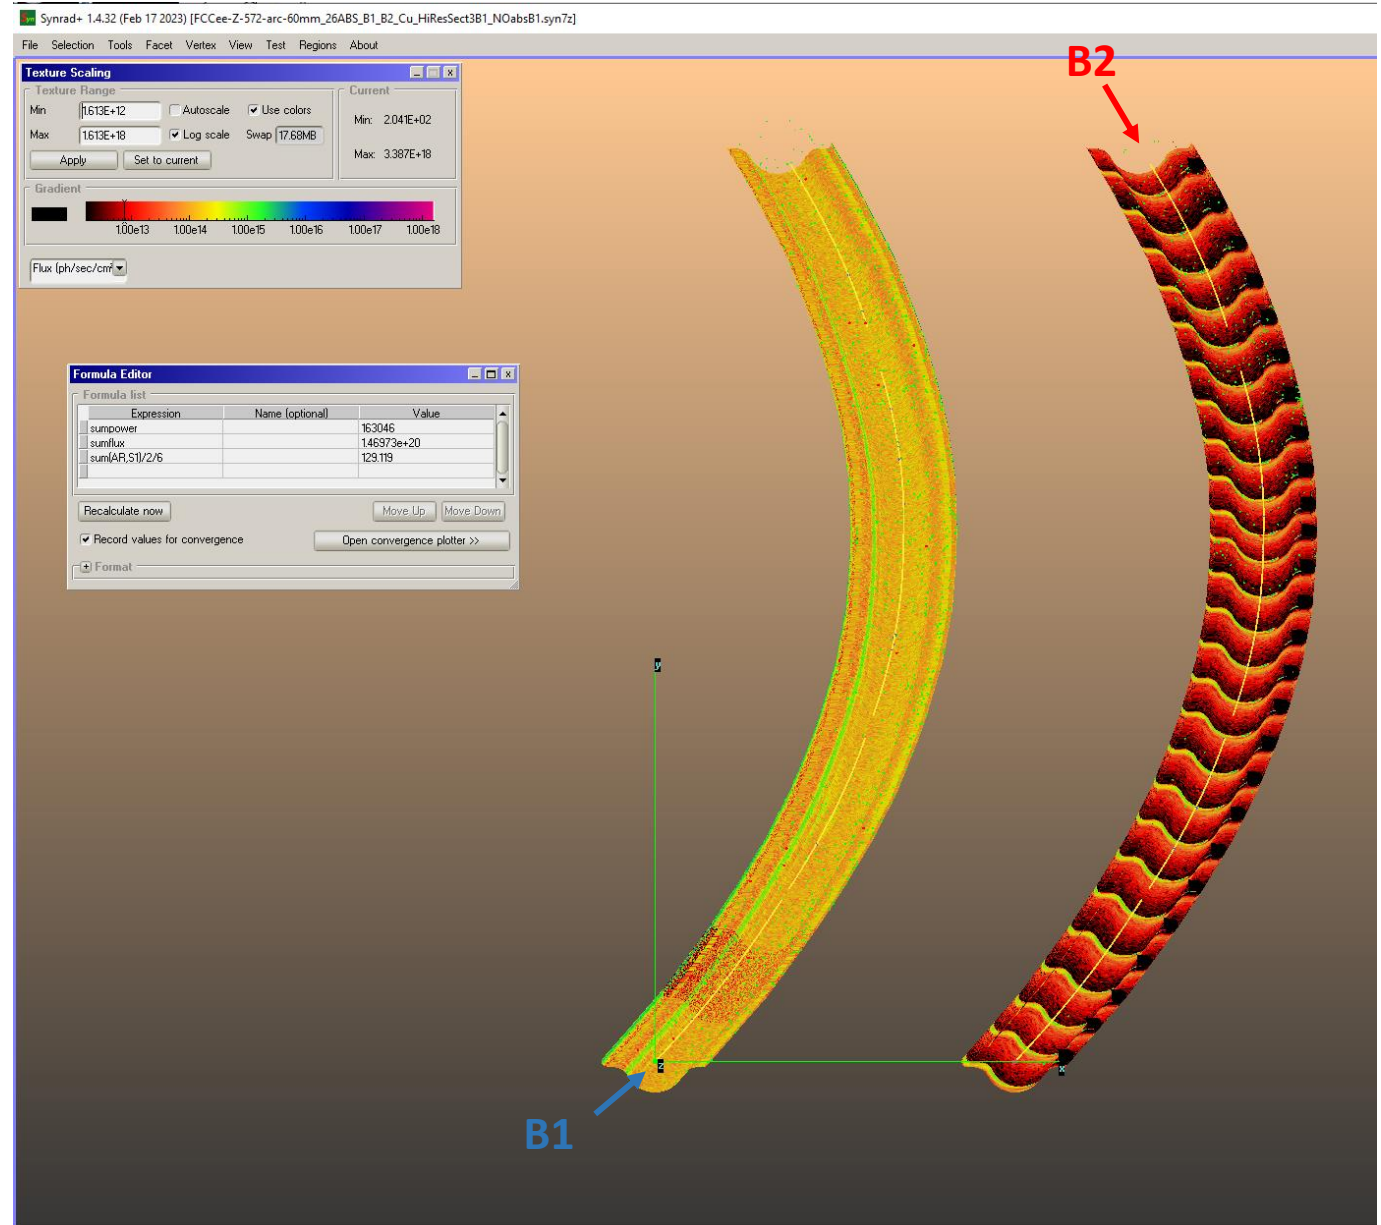 Synrad+ 1.4.32 (Feb 17 2023) [FCCee-Z-572-arc-60mm_26ABS_B1_B2_Cu_HiResSect3B1_NOabsB1.syn7z]
File Selection Tools Facet Vertex View Test Regions About
B2
Texture Scaling
Texture Range
Current
Min 1.613E+12 Autoscale Use colors
Min: 2.041E+02
Max 1.613E+18 Log scale Swap 17.68MB
Max: 3.387E+18
Apply Set to current
Gradient
1.00e13 1.00e14 1.00e15 1.00e16 1.00e17 1.00e18
Flux (ph/sec/cm²
Formula Editor
Formula list
Expression Name (optional) Value
sumpower 163046
sumflux 1.46973e+20
sum(AR,S1)/2/6 129.119
Recalculate now Move Up Move Down
Record values for convergence Open convergence plotter >>
Format
y
z
x
B1